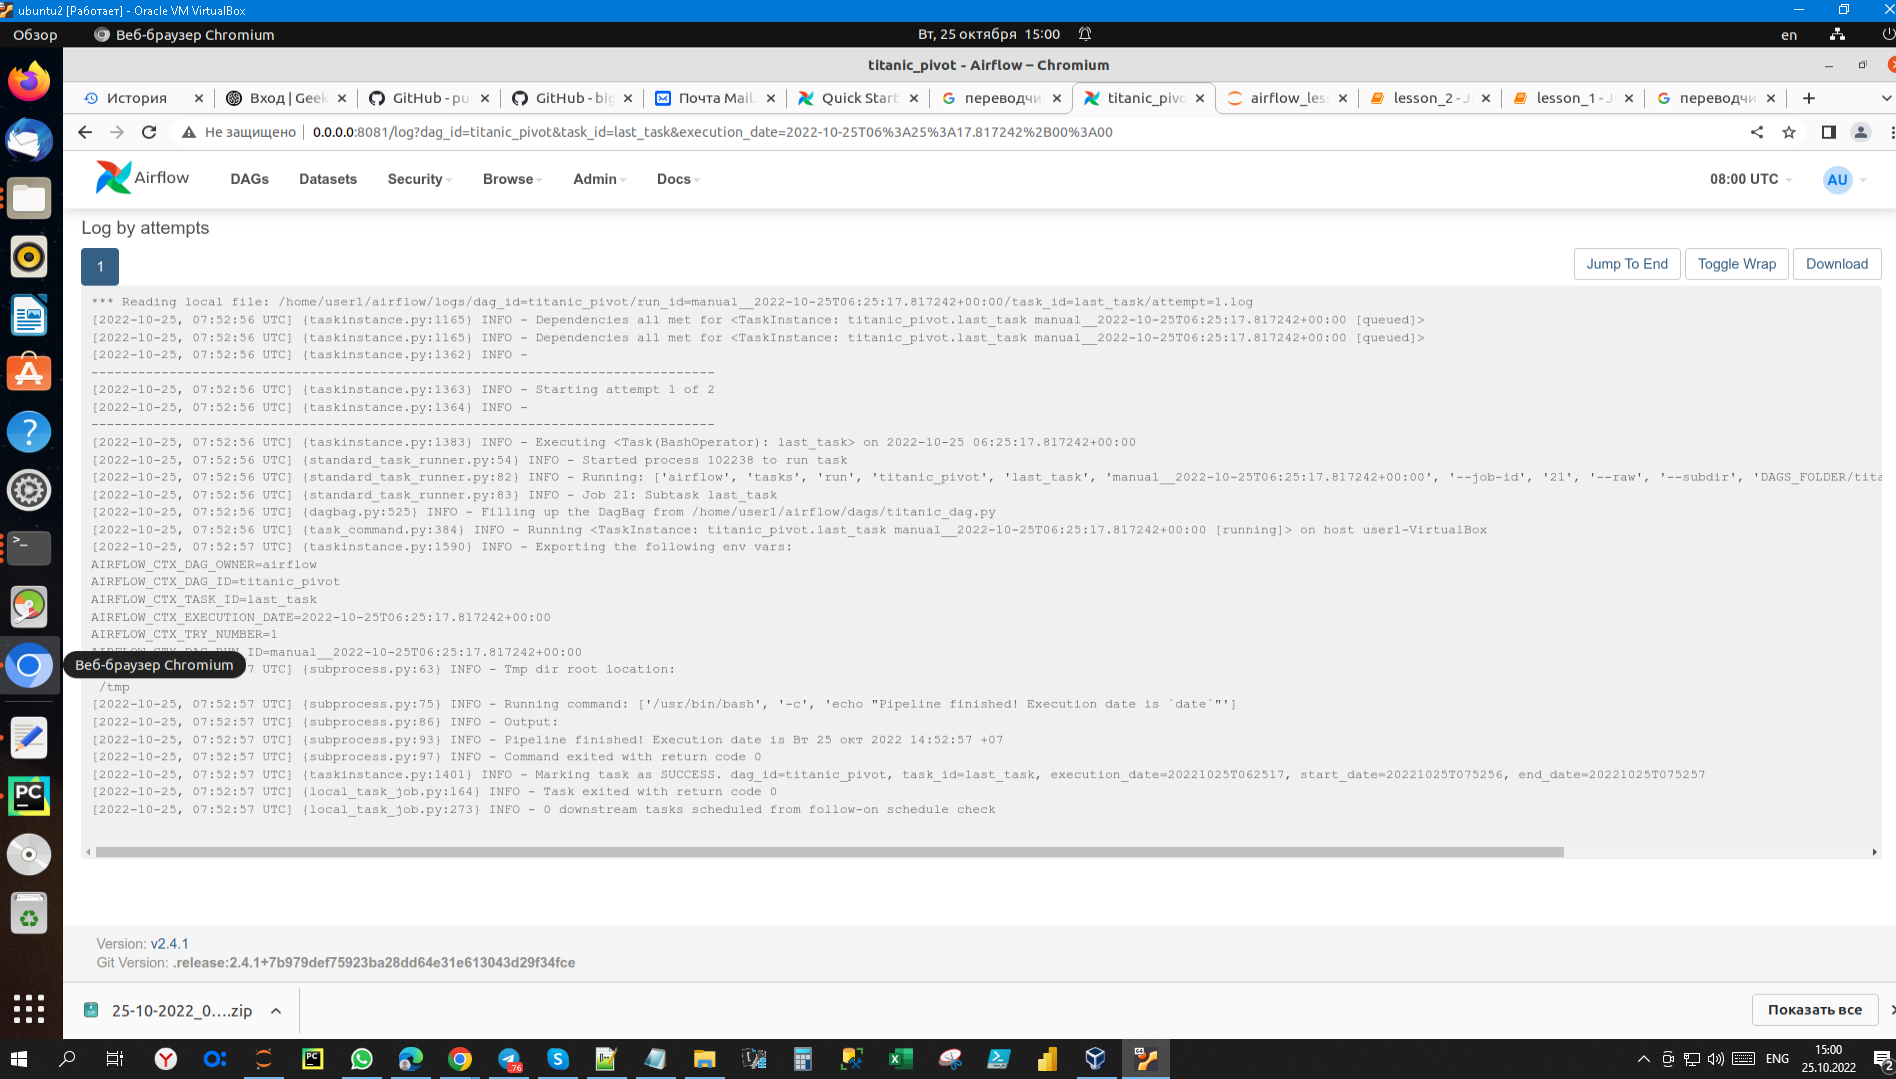 ubuntu2 [Работает] - Oracle VM VirtualBox
Обзор
Веб-браузер Chromium
Вт, 25 октября 15:00
en
titanic_pivot - Airflow – Chromium
История
Вход | Geek
GitHub - pu
GitHub - big
Почта Mail.
Quick Start
переводчи
titanic_pivo
airflow_less
lesson_2 - J
lesson_1 - J
переводчи
Не защищено
0.0.0.0:8081/log?dag_id=titanic_pivot&task_id=last_task&execution_date=2022-10-25T06%3A25%3A17.817242%2B00%3A00
Airflow
DAGs
Datasets
Security
Browse
Admin
Docs
08:00 UTC
AU
Log by attempts
1
Jump To End
Toggle Wrap
Download
*** Reading local file: /home/user1/airflow/logs/dag_id=titanic_pivot/run_id=manual__2022-10-25T06:25:17.817242+00:00/task_id=last_task/attempt=1.log
[2022-10-25, 07:52:56 UTC] {taskinstance.py:1165} INFO - Dependencies all met for <TaskInstance: titanic_pivot.last_task manual__2022-10-25T06:25:17.817242+00:00 [queued]>
[2022-10-25, 07:52:56 UTC] {taskinstance.py:1165} INFO - Dependencies all met for <TaskInstance: titanic_pivot.last_task manual__2022-10-25T06:25:17.817242+00:00 [queued]>
[2022-10-25, 07:52:56 UTC] {taskinstance.py:1362} INFO -
--------------------------------------------------------------------------------
[2022-10-25, 07:52:56 UTC] {taskinstance.py:1363} INFO - Starting attempt 1 of 2
[2022-10-25, 07:52:56 UTC] {taskinstance.py:1364} INFO -
--------------------------------------------------------------------------------
[2022-10-25, 07:52:56 UTC] {taskinstance.py:1383} INFO - Executing <Task(BashOperator): last_task> on 2022-10-25 06:25:17.817242+00:00
[2022-10-25, 07:52:56 UTC] {standard_task_runner.py:54} INFO - Started process 102238 to run task
[2022-10-25, 07:52:56 UTC] {standard_task_runner.py:82} INFO - Running: ['airflow', 'tasks', 'run', 'titanic_pivot', 'last_task', 'manual__2022-10-25T06:25:17.817242+00:00', '--job-id', '21', '--raw', '--subdir', 'DAGS_FOLDER/tita
[2022-10-25, 07:52:56 UTC] {standard_task_runner.py:83} INFO - Job 21: Subtask last_task
[2022-10-25, 07:52:56 UTC] {dagbag.py:525} INFO - Filling up the DagBag from /home/user1/airflow/dags/titanic_dag.py
[2022-10-25, 07:52:56 UTC] {task_command.py:384} INFO - Running <TaskInstance: titanic_pivot.last_task manual__2022-10-25T06:25:17.817242+00:00 [running]> on host user1-VirtualBox
[2022-10-25, 07:52:57 UTC] {taskinstance.py:1590} INFO - Exporting the following env vars:
AIRFLOW_CTX_DAG_OWNER=airflow
AIRFLOW_CTX_DAG_ID=titanic_pivot
AIRFLOW_CTX_TASK_ID=last_task
AIRFLOW_CTX_EXECUTION_DATE=2022-10-25T06:25:17.817242+00:00
AIRFLOW_CTX_TRY_NUMBER=1
ID=manual__2022-10-25T06:25:17.817242+00:00
Веб-браузер Chromium
7 UTC] {subprocess.py:63} INFO - Tmp dir root location:
/tmp
[2022-10-25, 07:52:57 UTC] {subprocess.py:75} INFO - Running command: ['/usr/bin/bash', '-c', 'echo "Pipeline finished! Execution date is `date`"']
[2022-10-25, 07:52:57 UTC] {subprocess.py:86} INFO - Output:
[2022-10-25, 07:52:57 UTC] {subprocess.py:93} INFO - Pipeline finished! Execution date is Вт 25 окт 2022 14:52:57 +07
[2022-10-25, 07:52:57 UTC] {subprocess.py:97} INFO - Command exited with return code 0
[2022-10-25, 07:52:57 UTC] {taskinstance.py:1401} INFO - Marking task as SUCCESS. dag_id=titanic_pivot, task_id=last_task, execution_date=20221025T062517, start_date=20221025T075256, end_date=20221025T075257
[2022-10-25, 07:52:57 UTC] {local_task_job.py:164} INFO - Task exited with return code 0
[2022-10-25, 07:52:57 UTC] {local_task_job.py:273} INFO - 0 downstream tasks scheduled from follow-on schedule check
Version: v2.4.1
Git Version: .release:2.4.1+7b979def75923ba28dd64e31e613043d29f34fce
25-10-2022_0....zip
Показать все
ENG
15:00
25.10.2022